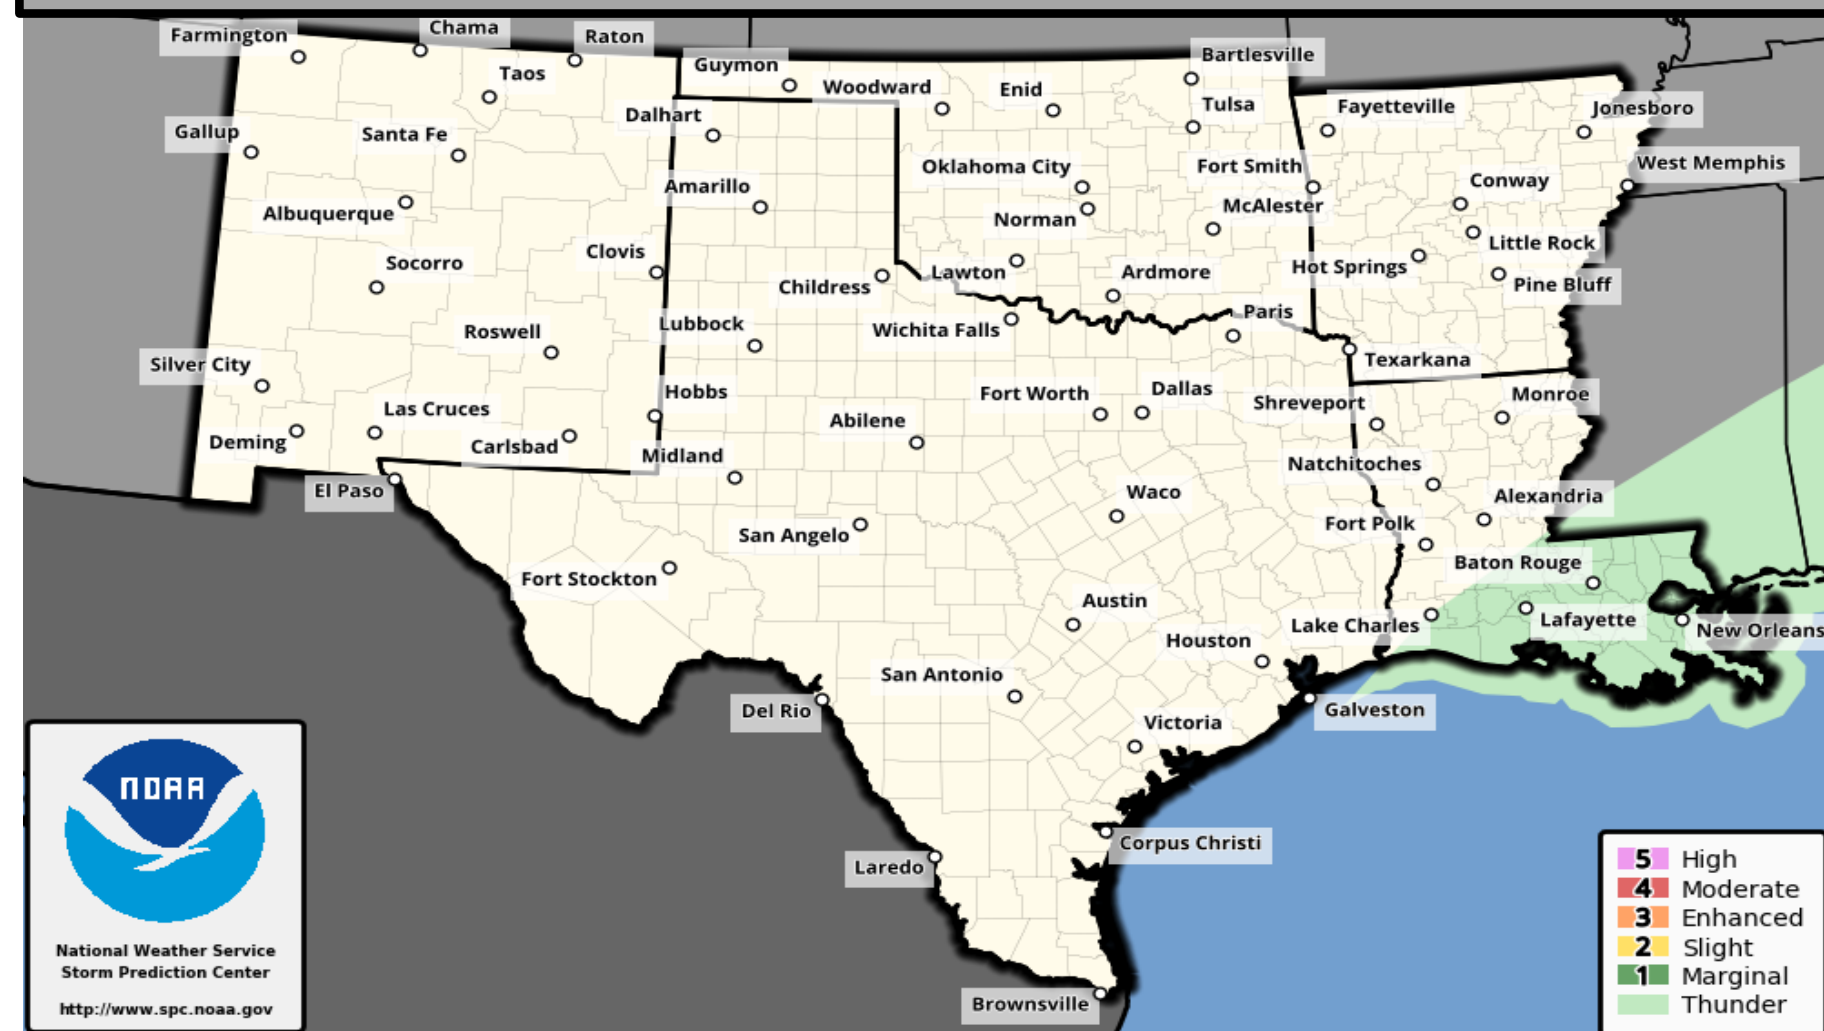 Farmington
Chama
Raton
Taos
Guymon
Woodward
Enid
Bartlesville
Tulsa
Fayetteville
Jonesboro
Dalhart
Gallup
Santa Fe
Oklahoma City
Fort Smith
Conway
West Memphis
Amarillo
Albuquerque
Norman
McAlester
Little Rock
Clovis
Socorro
Childress
Lawton
Ardmore
Hot Springs
Pine Bluff
Roswell
Lubbock
Wichita Falls
Paris
Texarkana
Silver City
Hobbs
Fort Worth
Dallas
Shreveport
Monroe
Las Cruces
Abilene
Deming
Carlsbad
Midland
Natchitoches
El Paso
Waco
Alexandria
San Angelo
Fort Polk
Fort Stockton
Baton Rouge
Austin
Lake Charles
Lafayette
New Orleans
Houston
San Antonio
Del Rio
Victoria
Galveston
Corpus Christi
Laredo
Brownsville
NOAA
National Weather Service
Storm Prediction Center
http://www.spc.noaa.gov
5 High
4 Moderate
3 Enhanced
2 Slight
1 Marginal
Thunder